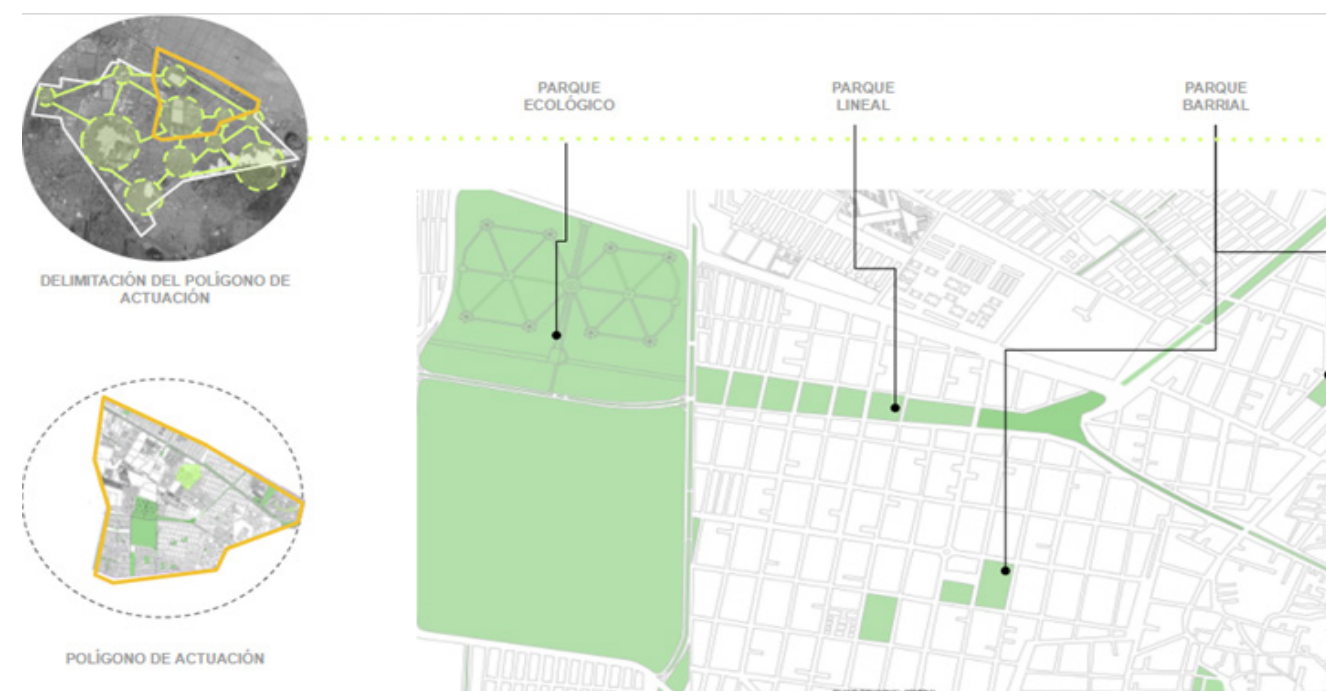 PARQUE
ECOLÓGICO
PARQUE
LINEAL
PARQUE
BARRIAL
DELIMITACIÓN DEL POLÍGONO DE
ACTUACIÓN
POLÍGONO DE ACTUACIÓN